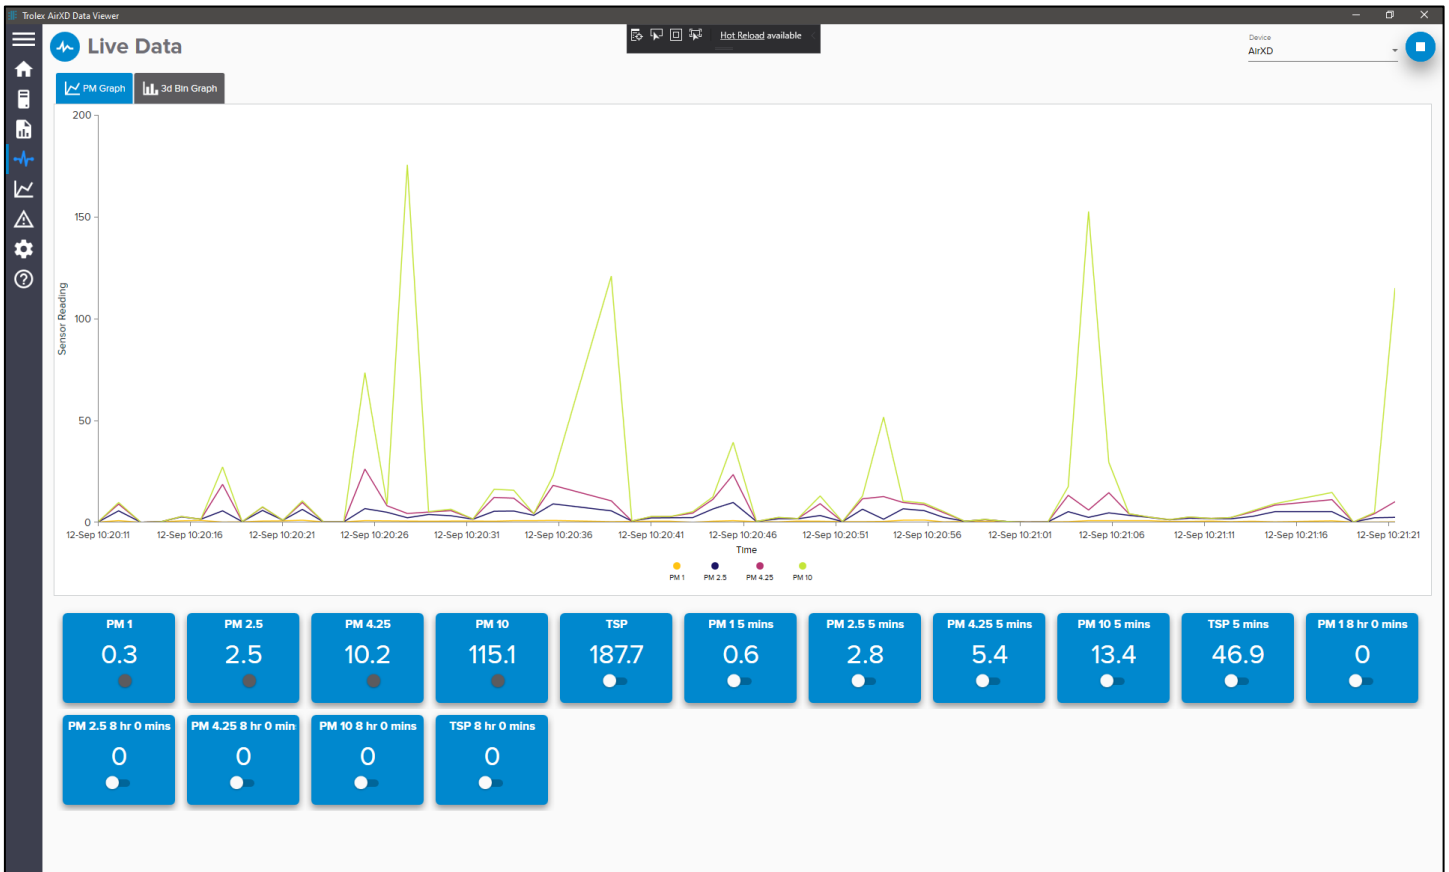 Trolex AirXD Data Viewer
Live Data
Hot Reload available
Device
AirXD
PM Graph
3d Bin Graph
200
150
100
50
0
Sensor Reading
12-Sep 10:20:11 12-Sep 10:20:16 12-Sep 10:20:21 12-Sep 10:20:26 12-Sep 10:20:31 12-Sep 10:20:36 12-Sep 10:20:41 12-Sep 10:20:46 12-Sep 10:20:51 12-Sep 10:20:56 12-Sep 10:21:01 12-Sep 10:21:06 12-Sep 10:21:11 12-Sep 10:21:16 12-Sep 10:21:21
Time
PM 1 PM 2.5 PM 4.25 PM 10
PM 1 PM 2.5 PM 4.25 PM 10 TSP PM 1 5 mins PM 2.5 5 mins PM 4.25 5 mins PM 10 5 mins TSP 5 mins PM 1 8 hr 0 mins
0.3 2.5 10.2 115.1 187.7 0.6 2.8 5.4 13.4 46.9 0
PM 2.5 8 hr 0 mins PM 4.25 8 hr 0 min PM 10 8 hr 0 mins TSP 8 hr 0 mins
0 0 0 0